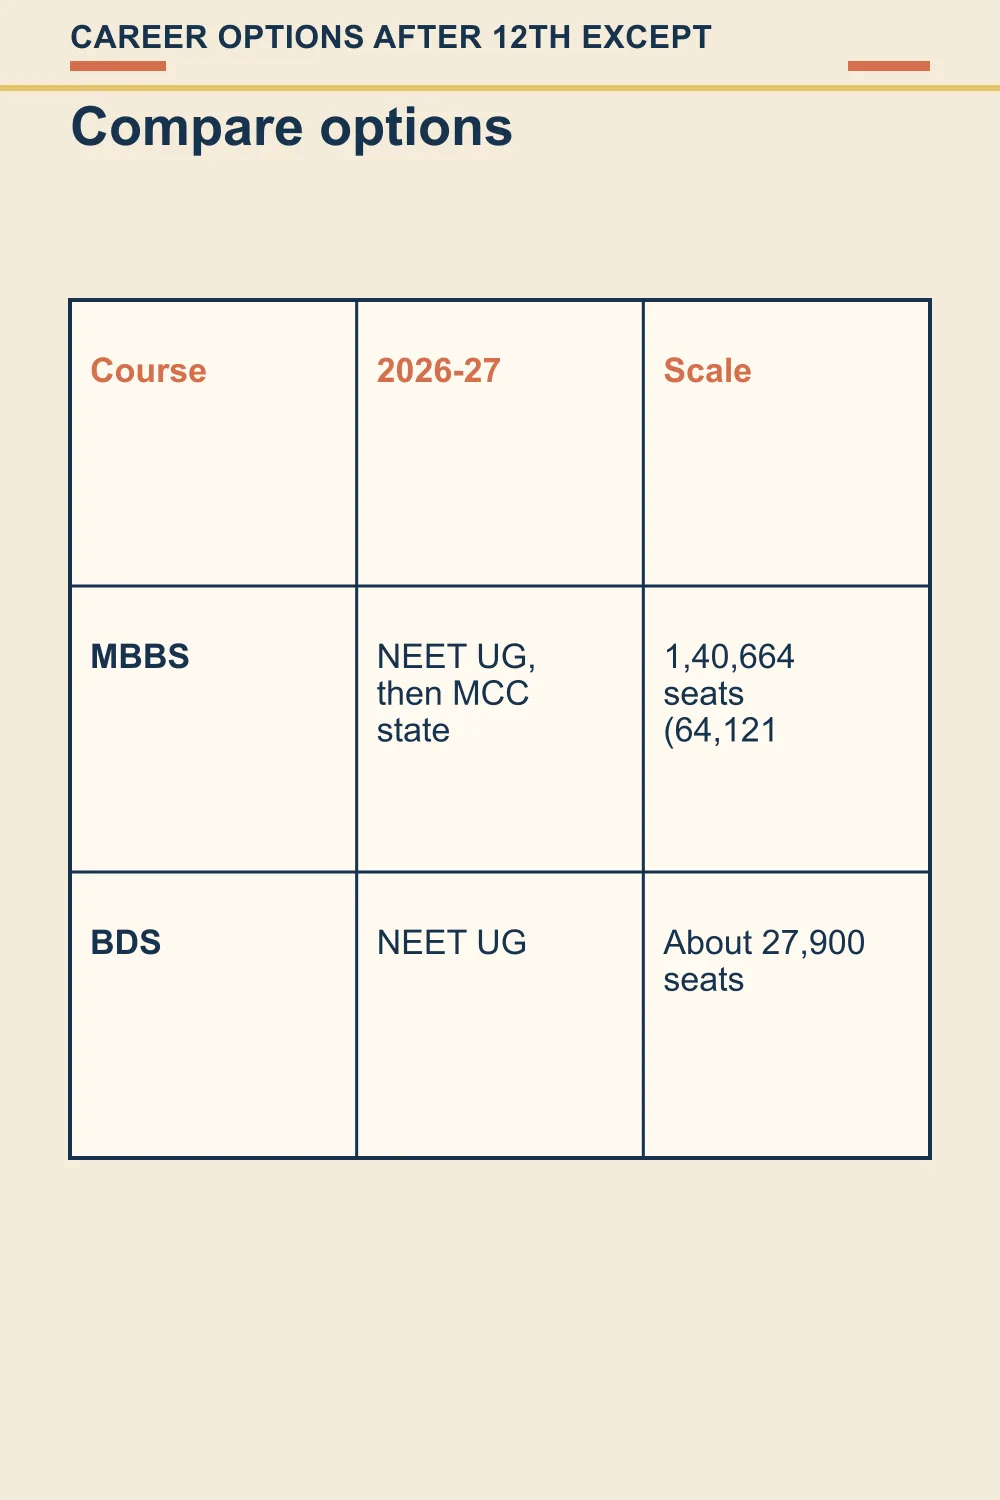 CAREER OPTIONS AFTER 12TH EXCEPT
Compare options
Course
2026-27
Scale
MBBS
NEET UG,
then MCC
state
1,40,664
seats
(64,121
BDS
NEET UG
About 27,900
seats